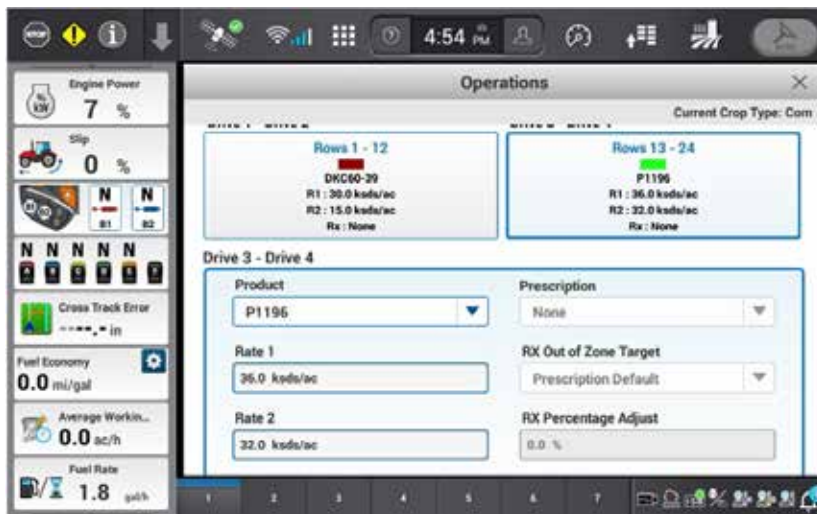 STOP
4:54 PM
Engine Power
7 %
Slip
0 %
N N
B1 B2
N N N N N
Cross Track Error
----.- in
Fuel Economy
0.0 mi/gal
Average Workin...
0.0 ac/h
Fuel Rate
1.8 gal/h
Operations
Current Crop Type: Corn
Rows 1 - 12
DKC60-39
R1 : 30.0 ksds/ac
R2 : 15.0 ksds/ac
Rx : None
Rows 13 - 24
P1196
R1 : 36.0 ksds/ac
R2 : 32.0 ksds/ac
Rx : None
Drive 3 - Drive 4
Product
P1196
Prescription
None
Rate 1
36.0 ksds/ac
RX Out of Zone Target
Prescription Default
Rate 2
32.0 ksds/ac
RX Percentage Adjust
0.0 %
1 2 3 4 5 6 7